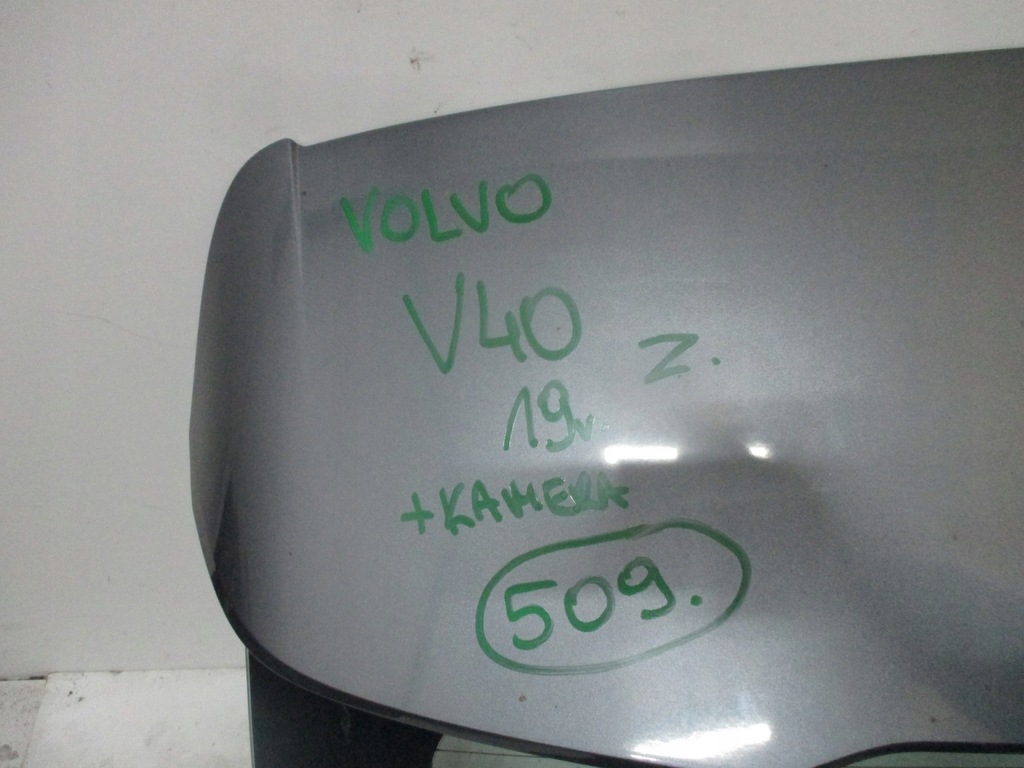 VOLVO
V40 Z.
19r.
+KAMERA
509.